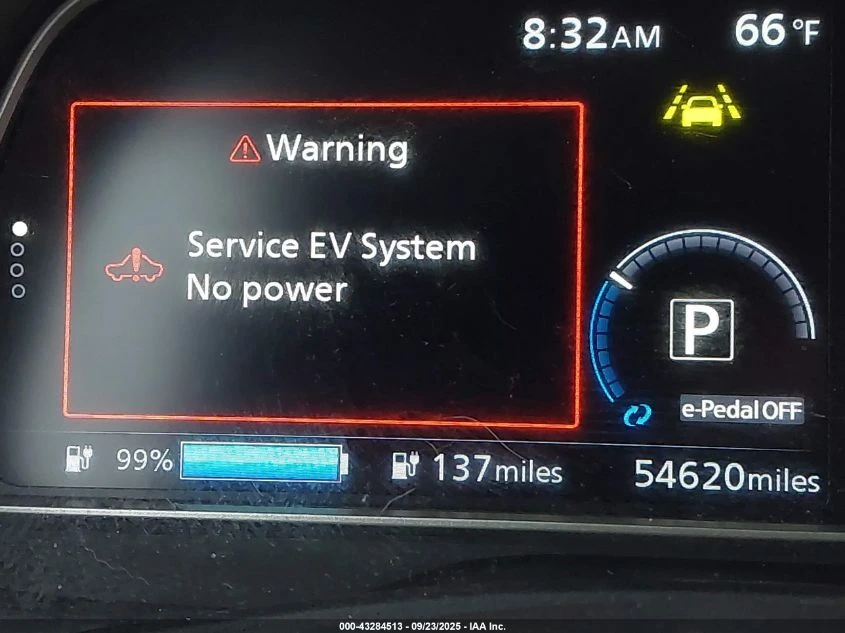 8:32AM 66°F
Warning
Service EV System
No power
P
e-Pedal OFF
99% 137miles 54620miles
000-43284513 - 09/23/2025 - IAA Inc.